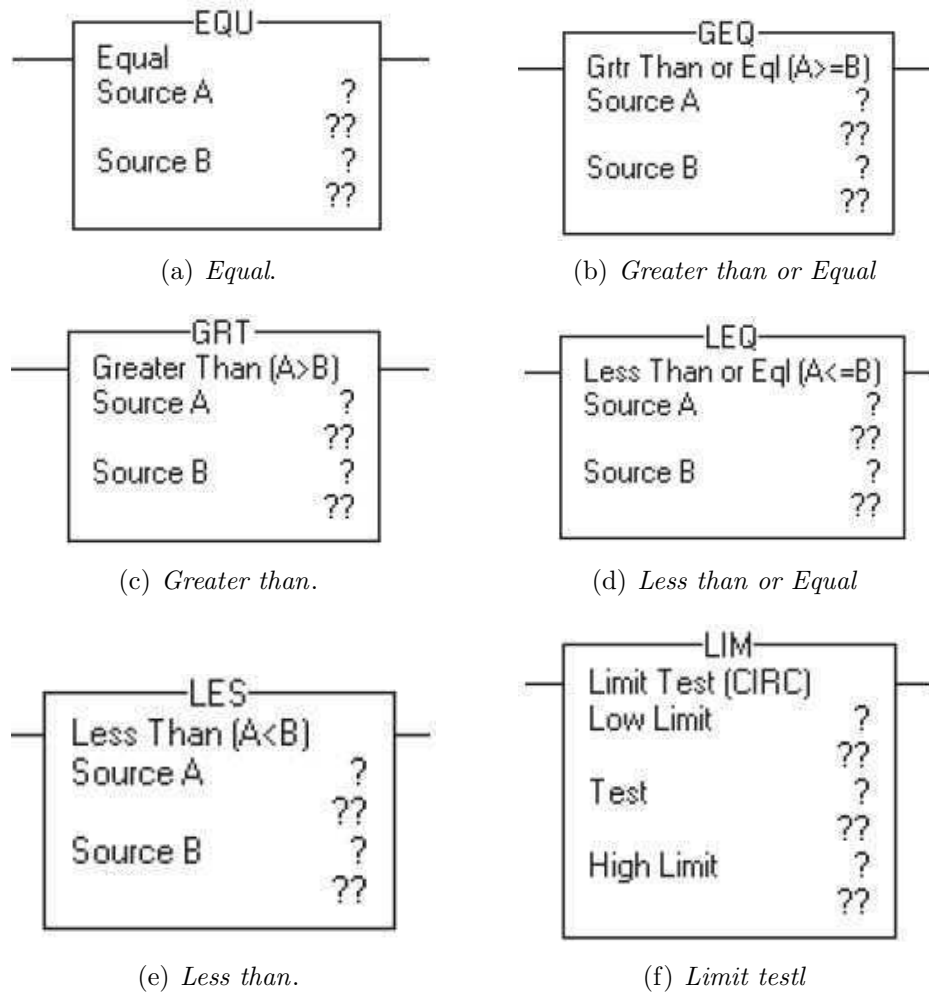 EQU
Equal
Source A ?
??
Source B ?
??
(a) Equal.
GEQ
Grtr Than or Eql (A>=B)
Source A ?
??
Source B ?
??
(b) Greater than or Equal
GRT
Greater Than (A>B)
Source A ?
??
Source B ?
??
(c) Greater than.
LEQ
Less Than or Eql (A<=B)
Source A ?
??
Source B ?
??
(d) Less than or Equal
LES
Less Than (A<B)
Source A ?
??
Source B ?
??
(e) Less than.
LIM
Limit Test (CIRC)
Low Limit ?
??
Test ?
??
High Limit ?
??
(f) Limit testl